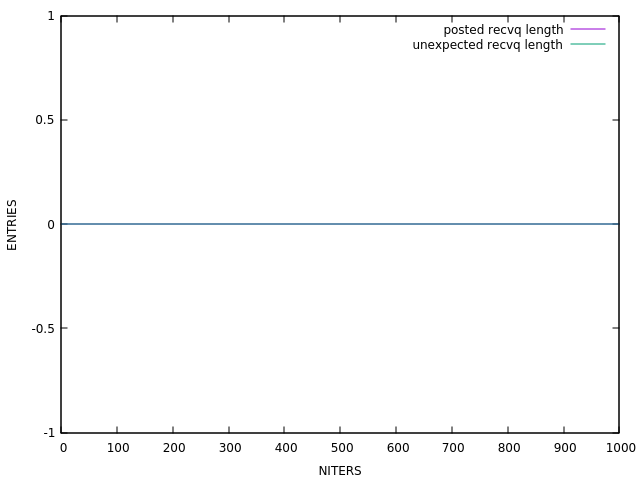 1
posted recvq length
unexpected recvq length
0.5
ENTRIES
0
-0.5
-1
0 100 200 300 400 500 600 700 800 900 1000
NITERS